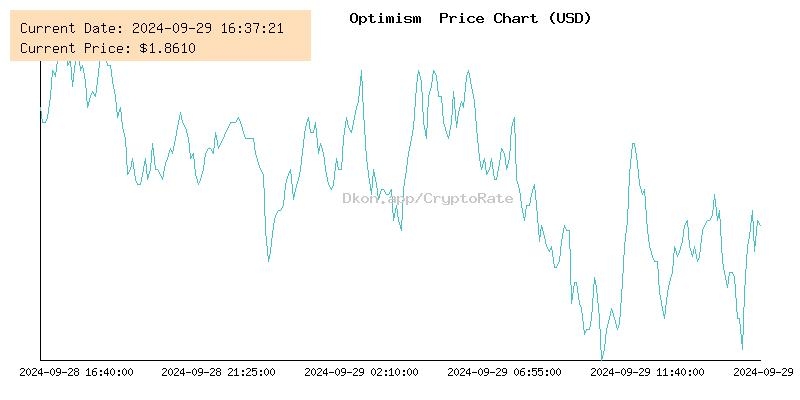 Optimism  Price Chart (USD)
Current Date: 2024-09-29 16:37:21
Current Price: $1.8610
Dkon.app/CryptoRate
2024-09-28 16:40:00 2024-09-28 21:25:00 2024-09-29 02:10:00 2024-09-29 06:55:00 2024-09-29 11:40:00 2024-09-29